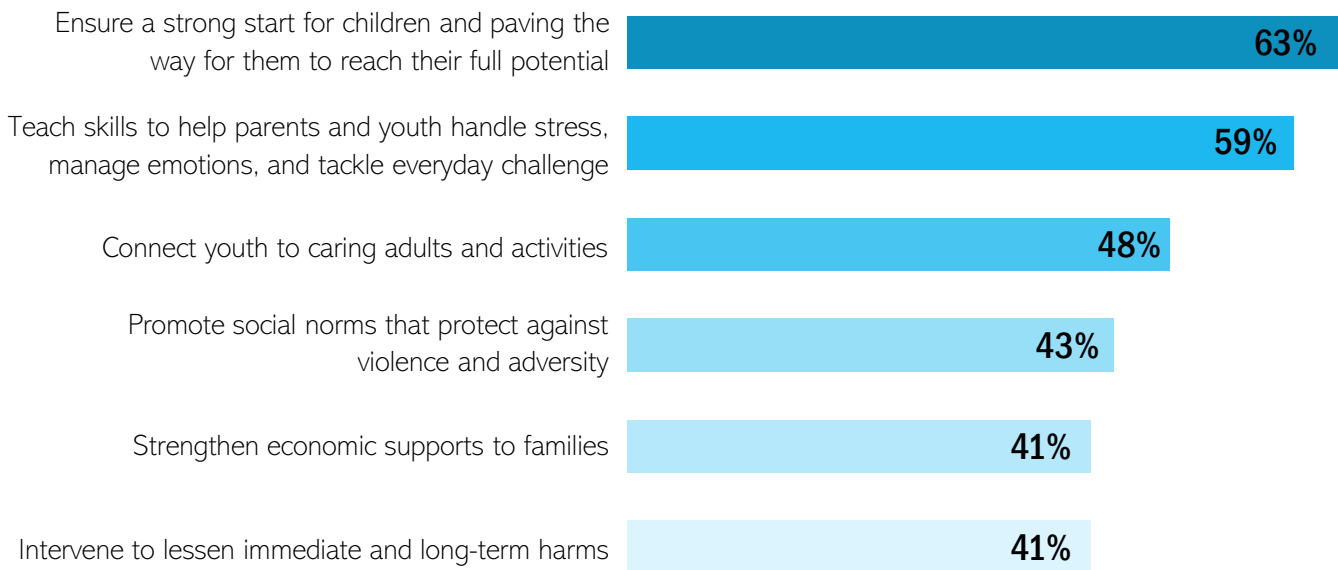 Ensure a strong start for children and paving the
way for them to reach their full potential
63%
Teach skills to help parents and youth handle stress,
manage emotions, and tackle everyday challenge
59%
Connect youth to caring adults and activities
48%
Promote social norms that protect against
violence and adversity
43%
Strengthen economic supports to families
41%
Intervene to lessen immediate and long-term harms
41%